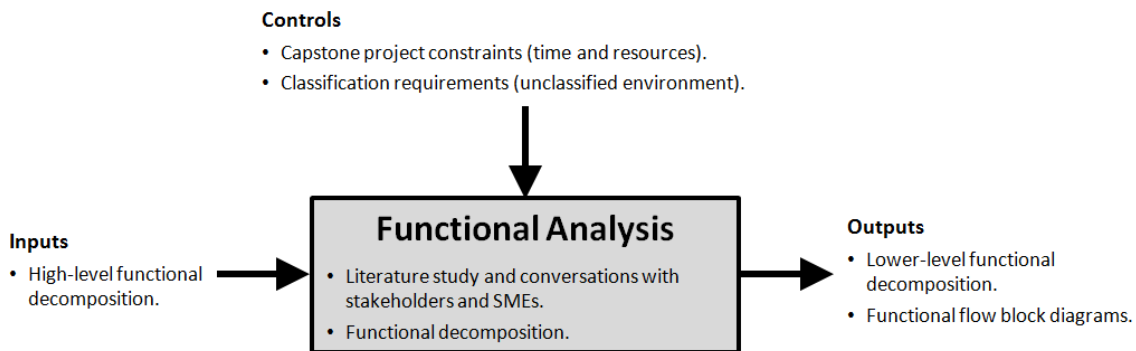 Controls
• Capstone project constraints (time and resources).
• Classification requirements (unclassified environment).
Inputs
• High-level functional
decomposition.
Functional Analysis
• Literature study and conversations with
stakeholders and SMEs.
• Functional decomposition.
Outputs
• Lower-level functional
decomposition.
• Functional flow block diagrams.